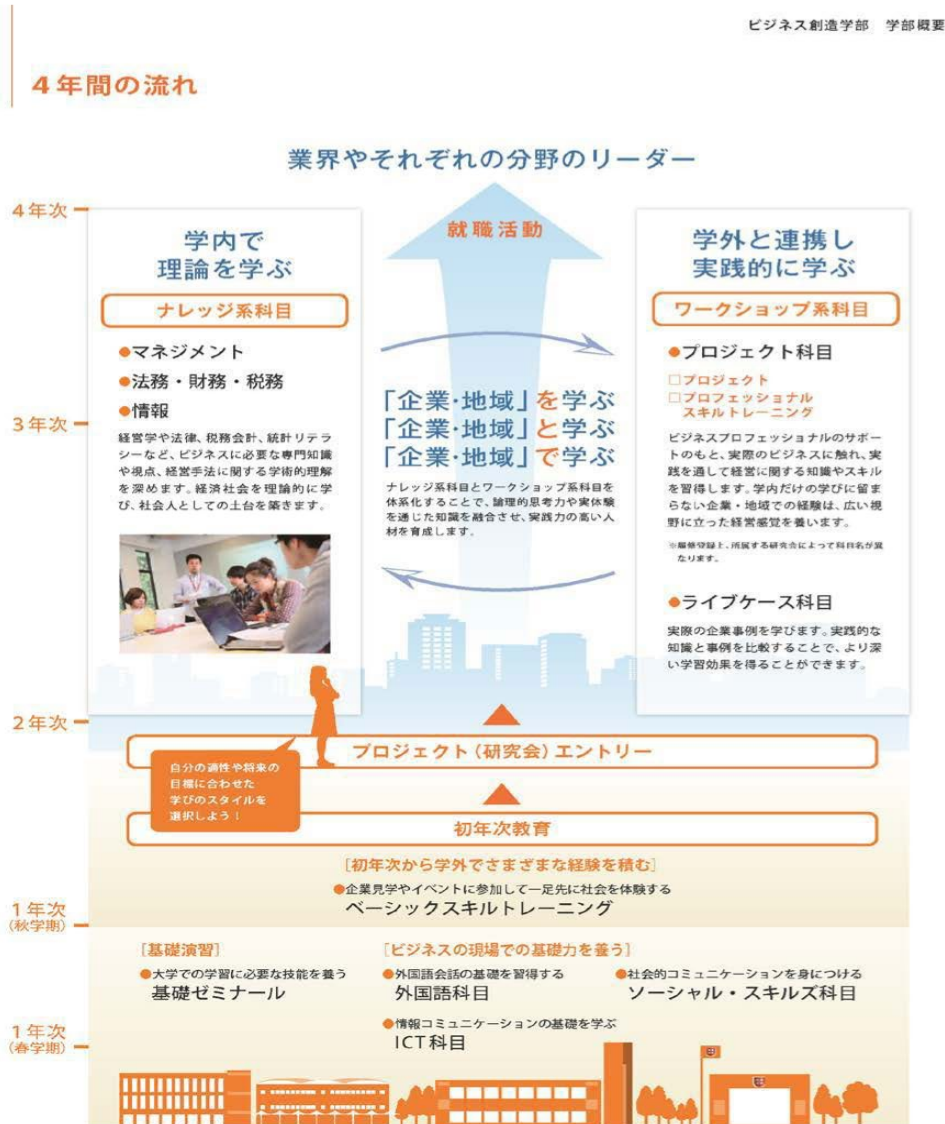 ビジネス創造学部　学部概要
4年間の流れ
業界やそれぞれの分野のリーダー
4年次
就職活動
学内で
理論を学ぶ
ナレッジ系科目
●マネジメント
●法務・財務・税務
●情報
3年次
経営学や法律、税務会計、統計リテラ
シーなど、ビジネスに必要な専門知識
や視点、経営手法に関する学術的理解
を深めます。経済社会を理論的に学
び、社会人としての土台を築きます。
「企業・地域」を学ぶ
「企業・地域」と学ぶ
「企業・地域」で学ぶ
ナレッジ系科目とワークショップ系科目を
体系化することで、論理的思考力や実体験
を通じた知識を融合させ、実践力の高い人
材を育成します。
学外と連携し
実践的に学ぶ
ワークショップ系科目
●プロジェクト科目
□プロジェクト
□プロフェッショナル
スキルトレーニング
ビジネスプロフェッショナルのサポー
トのもと、実際のビジネスに触れ、実
践を通して経営に関する知識やスキル
を習得します。学内だけの学びに留ま
らない企業・地域での経験は、広い視
野に立った経営感覚を養います。
※履修登録上、所属する研究会によって科目名が異
なります。
●ライブケース科目
実際の企業事例を学びます。実践的な
知識と事例を比較することで、より深
い学習効果を得ることができます。
2年次
プロジェクト（研究会）エントリー
自分の適性や将来の
目標に合わせた
学びのスタイルを
選択しよう！
初年次教育
［初年次から学外でさまざまな経験を積む］
●企業見学やイベントに参加して一足先に社会を体験する
ベーシックスキルトレーニング
1年次
（秋学期）
［基礎演習］
●大学での学習に必要な技能を養う
基礎ゼミナール
［ビジネスの現場での基礎力を養う］
●外国語会話の基礎を習得する
外国語科目
●社会的コミュニケーションを身につける
ソーシャル・スキルズ科目
●情報コミュニケーションの基礎を学ぶ
ICT科目
1年次
（春学期）